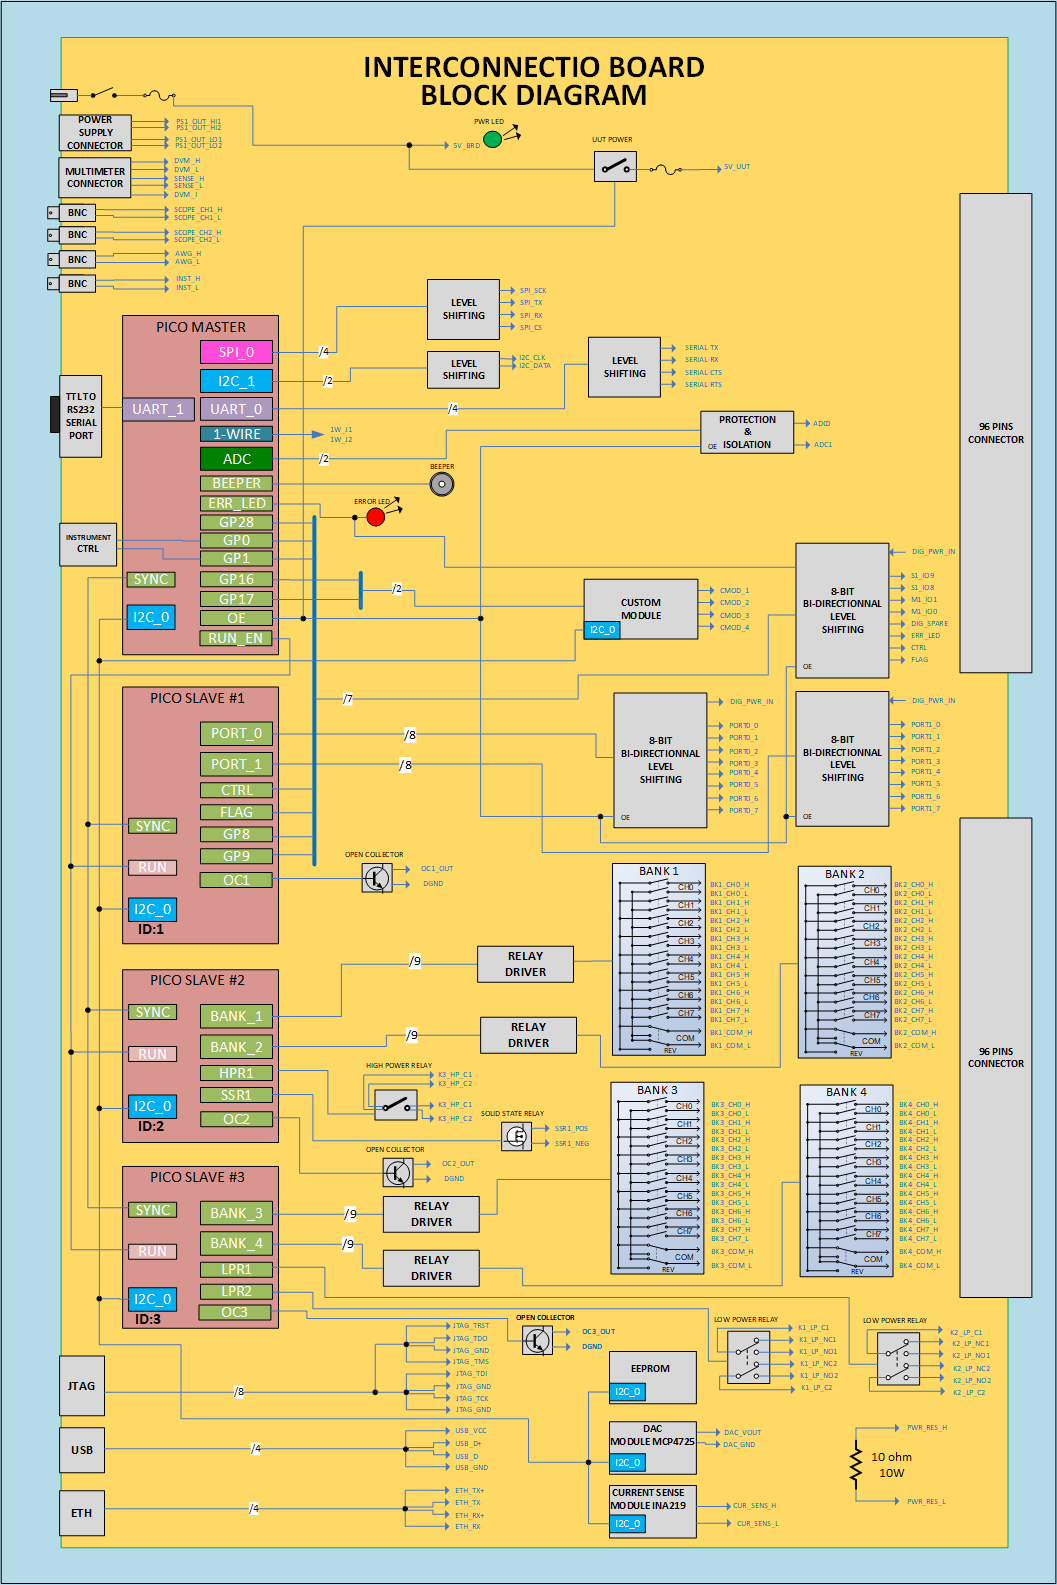 INTERCONNECTIO BOARD
BLOCK DIAGRAM
POWER
SUPPLY
CONNECTOR
PS1_OUT_HI1
PS1_OUT_HI2
PS1_OUT_LO1
PS1_OUT_LO2
MULTIMETER
CONNECTOR
DVM_H
DVM_L
SENSE_H
SENSE_L
DVM_I
BNC
SCOPE_CH1_H
SCOPE_CH1_L
BNC
SCOPE_CH2_H
SCOPE_CH2_L
BNC
AWG_H
AWG_L
BNC
INST_H
INST_L
PWR LED
5V_BRD
UUT POWER
5V_UUT
96 PINS
CONNECTOR
PICO MASTER
SPI_0
I2C_1
UART_1
UART_0
1-WIRE
ADC
BEEPER
ERR_LED
GP28
GP0
GP1
SYNC
GP16
GP17
I2C_0
OE
RUN_EN
TTL TO
RS232
SERIAL
PORT
INSTRUMENT
CTRL
/4
/2
/4
1W_J1
1W_J2
/2
LEVEL
SHIFTING
SPI_SCK
SPI_TX
SPI_RX
SPI_CS
LEVEL
SHIFTING
I2C_CLK
I2C_DATA
LEVEL
SHIFTING
SERIAL TX
SERIAL RX
SERIAL CTS
SERIAL RTS
PROTECTION
&
ISOLATION
OE
ADC0
ADC1
BEEPER
ERROR LED
/2
CUSTOM
MODULE
I2C_0
CMOD_1
CMOD_2
CMOD_3
CMOD_4
8-BIT
BI-DIRECTIONNAL
LEVEL
SHIFTING
OE
DIG_PWR_IN
S1_IO9
S1_IO8
M1_IO1
M1_IO0
DIG_SPARE
ERR_LED
CTRL
FLAG
PICO SLAVE #1
PORT_0
PORT_1
CTRL
FLAG
SYNC
GP8
GP9
RUN
OC1
I2C_0
ID:1
/7
/8
/8
8-BIT
BI-DIRECTIONNAL
LEVEL
SHIFTING
OE
DIG_PWR_IN
PORT0_0
PORT0_1
PORT0_2
PORT0_3
PORT0_4
PORT0_5
PORT0_6
PORT0_7
8-BIT
BI-DIRECTIONNAL
LEVEL
SHIFTING
OE
DIG_PWR_IN
PORT1_0
PORT1_1
PORT1_2
PORT1_3
PORT1_4
PORT1_5
PORT1_6
PORT1_7
OPEN COLLECTOR
OC1_OUT
DGND
96 PINS
CONNECTOR
PICO SLAVE #2
SYNC
BANK_1
RUN
BANK_2
HPR1
SSR1
I2C_0
OC2
ID:2
/9
/9
RELAY
DRIVER
RELAY
DRIVER
BANK 1
CH0
CH1
CH2
CH3
CH4
CH5
CH6
CH7
COM
REV
BK1_CH0_H
BK1_CH0_L
BK1_CH1_H
BK1_CH1_L
BK1_CH2_H
BK1_CH2_L
BK1_CH3_H
BK1_CH3_L
BK1_CH4_H
BK1_CH4_L
BK1_CH5_H
BK1_CH5_L
BK1_CH6_H
BK1_CH6_L
BK1_CH7_H
BK1_CH7_L
BK1_COM_H
BK1_COM_L
BANK 2
CH0
CH1
CH2
CH3
CH4
CH5
CH6
CH7
COM
REV
BK2_CH0_H
BK2_CH0_L
BK2_CH1_H
BK2_CH1_L
BK2_CH2_H
BK2_CH2_L
BK2_CH3_H
BK2_CH3_L
BK2_CH4_H
BK2_CH4_L
BK2_CH5_H
BK2_CH5_L
BK2_CH6_H
BK2_CH6_L
BK2_CH7_H
BK2_CH7_L
BK2_COM_H
BK2_COM_L
HIGH POWER RELAY
K3_HP_C1
K3_HP_C2
K3_HP_C1
K3_HP_C2
SOLID STATE RELAY
SSR1_POS
SSR1_NEG
OPEN COLLECTOR
OC2_OUT
DGND
PICO SLAVE #3
SYNC
BANK_3
RUN
BANK_4
LPR1
LPR2
I2C_0
OC3
ID:3
/9
/9
RELAY
DRIVER
RELAY
DRIVER
BANK 3
CH0
CH1
CH2
CH3
CH4
CH5
CH6
CH7
COM
REV
BK3_CH0_H
BK3_CH0_L
BK3_CH1_H
BK3_CH1_L
BK3_CH2_H
BK3_CH2_L
BK3_CH3_H
BK3_CH3_L
BK3_CH4_H
BK3_CH4_L
BK3_CH5_H
BK3_CH5_L
BK3_CH6_H
BK3_CH6_L
BK3_CH7_H
BK3_CH7_L
BK3_COM_H
BK3_COM_L
BANK 4
CH0
CH1
CH2
CH3
CH4
CH5
CH6
CH7
COM
REV
BK4_CH0_H
BK4_CH0_L
BK4_CH1_H
BK4_CH1_L
BK4_CH2_H
BK4_CH2_L
BK4_CH3_H
BK4_CH3_L
BK4_CH4_H
BK4_CH4_L
BK4_CH5_H
BK4_CH5_L
BK4_CH6_H
BK4_CH6_L
BK4_CH7_H
BK4_CH7_L
BK4_COM_H
BK4_COM_L
OPEN COLLECTOR
OC3_OUT
DGND
LOW POWER RELAY
K1_LP_C1
K1_LP_NC1
K1_LP_NO1
K1_LP_NC2
K1_LP_NO2
K1_LP_C2
LOW POWER RELAY
K2_LP_C1
K2_LP_NC1
K2_LP_NO1
K2_LP_NC2
K2_LP_NO2
K2_LP_C2
JTAG
/8
JTAG_TRST
JTAG_TDO
JTAG_GND
JTAG_TMS
JTAG_TDI
JTAG_GND
JTAG_TCK
JTAG_GND
USB
/4
USB_VCC
USB_D+
USB_D
USB_GND
ETH
/4
ETH_TX+
ETH_TX
ETH_RX+
ETH_RX
EEPROM
I2C_0
DAC
MODULE MCP4725
I2C_0
DAC_VOUT
DAC_GND
CURRENT SENSE
MODULE INA219
I2C_0
CUR_SENS_H
CUR_SENS_L
PWR_RES_H
10 ohm
10W
PWR_RES_L